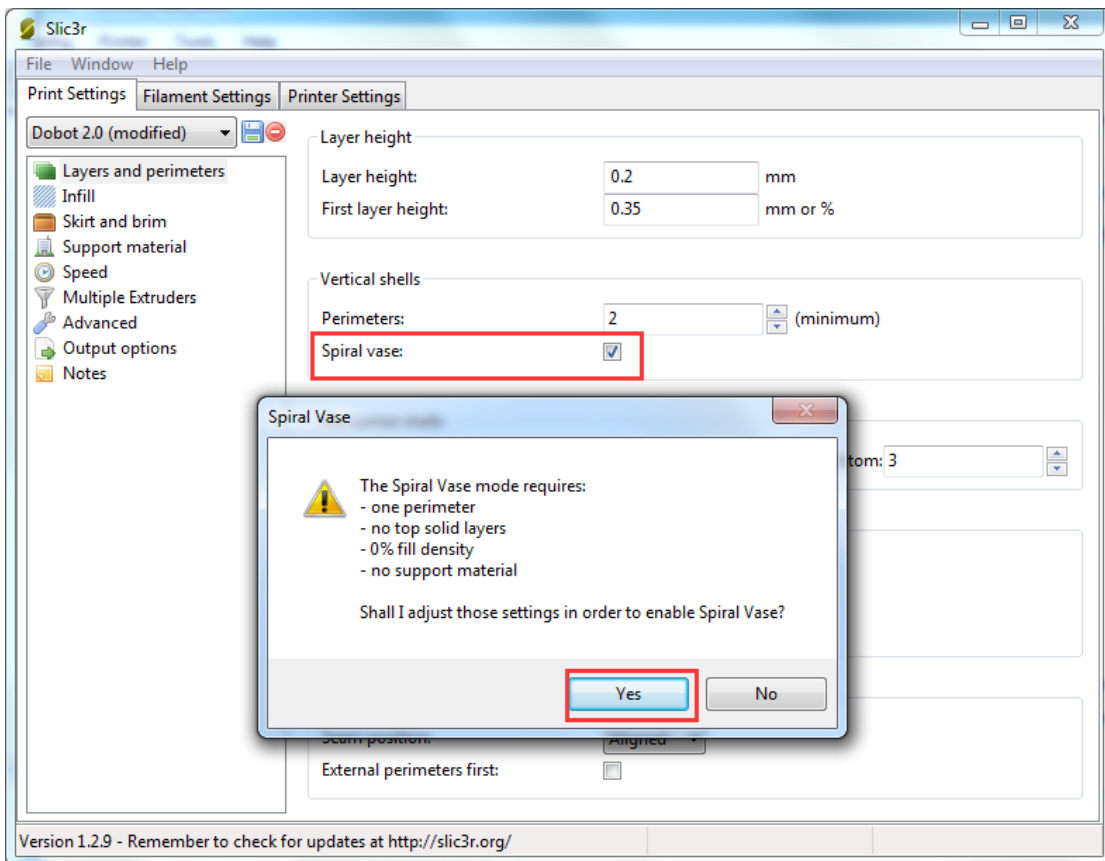 Slic3r
File Window Help
Print Settings Filament Settings Printer Settings
Dobot 2.0 (modified)
Layers and perimeters
Infill
Skirt and brim
Support material
Speed
Multiple Extruders
Advanced
Output options
Notes
Layer height
Layer height: 0.2 mm
First layer height: 0.35 mm or %
Vertical shells
Perimeters: 2 (minimum)
Spiral vase:
tom: 3
Spiral Vase
The Spiral Vase mode requires:
- one perimeter
- no top solid layers
- 0% fill density
- no support material
Shall I adjust those settings in order to enable Spiral Vase?
Yes No
Seam position: Aligned
External perimeters first:
Version 1.2.9 - Remember to check for updates at http://slic3r.org/